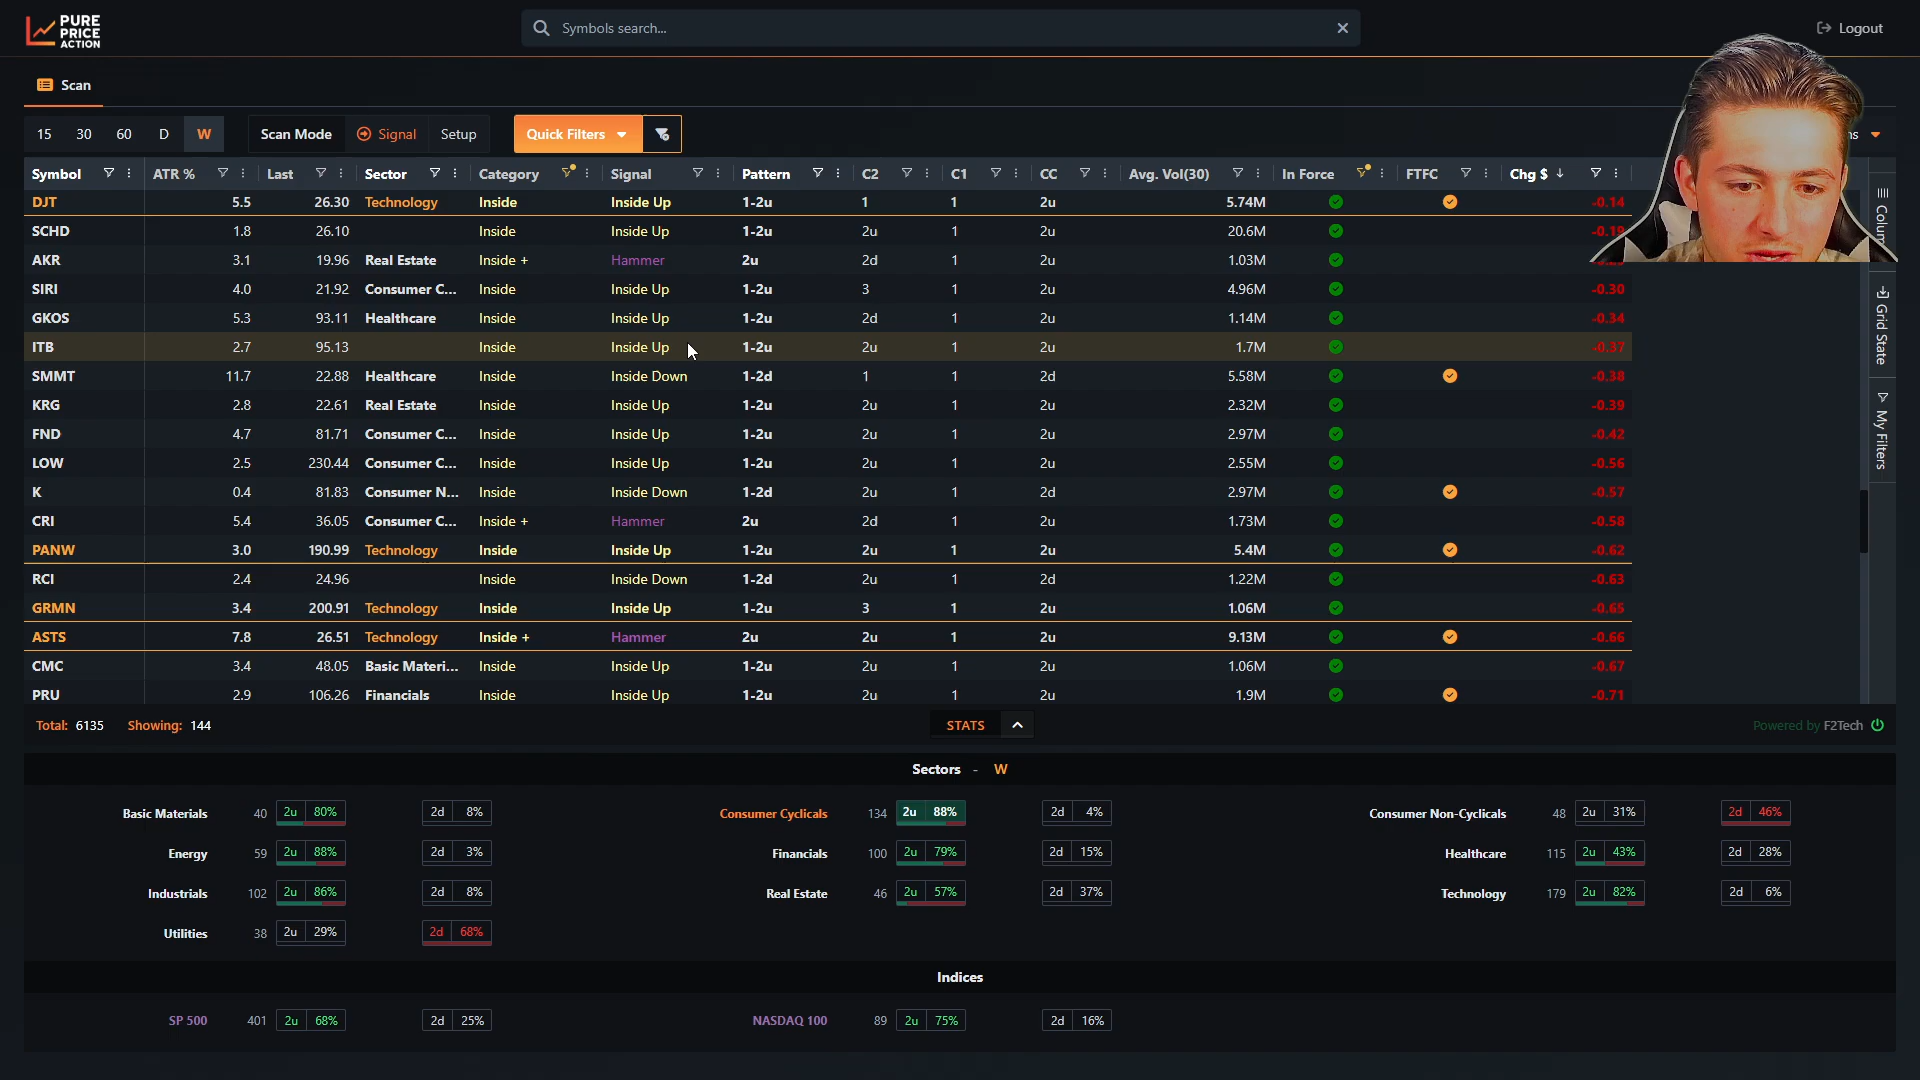 PURE
PRICE
ACTION
Symbols search...
Logout
Scan
15 30 60 D W Scan Mode Signal Setup Quick Filters
Symbol ATR % Last Sector Category Signal Pattern C2 C1 CC Avg. Vol(30) In Force FTFC Chg $
DJT 5.5 26.30 Technology Inside Inside Up 1-2u 1 1 2u 5.74M -0.14
SCHD 1.8 26.10 Inside Inside Up 1-2u 2u 1 2u 20.6M -0.19
AKR 3.1 19.96 Real Estate Inside + Hammer 2u 2d 1 2u 1.03M
SIRI 4.0 21.92 Consumer C... Inside Inside Up 1-2u 3 1 2u 4.96M -0.30
GKOS 5.3 93.11 Healthcare Inside Inside Up 1-2u 2d 1 2u 1.14M -0.34
ITB 2.7 95.13 Inside Inside Up 1-2u 2u 1 2u 1.7M -0.37
SMMT 11.7 22.88 Healthcare Inside Inside Down 1-2d 1 1 2d 5.58M -0.38
KRG 2.8 22.61 Real Estate Inside Inside Up 1-2u 2u 1 2u 2.32M -0.39
FND 4.7 81.71 Consumer C... Inside Inside Up 1-2u 2u 1 2u 2.97M -0.42
LOW 2.5 230.44 Consumer C... Inside Inside Up 1-2u 2u 1 2u 2.55M -0.56
K 0.4 81.83 Consumer N... Inside Inside Down 1-2d 2u 1 2d 2.97M -0.57
CRI 5.4 36.05 Consumer C... Inside + Hammer 2u 2d 1 2u 1.73M -0.58
PANW 3.0 190.99 Technology Inside Inside Up 1-2u 2u 1 2u 5.4M -0.62
RCI 2.4 24.96 Inside Inside Down 1-2d 2u 1 2d 1.22M -0.63
GRMN 3.4 200.91 Technology Inside Inside Up 1-2u 3 1 2u 1.06M -0.65
ASTS 7.8 26.51 Technology Inside + Hammer 2u 2u 1 2u 9.13M -0.66
CMC 3.4 48.05 Basic Materi... Inside Inside Up 1-2u 2u 1 2u 1.06M -0.67
PRU 2.9 106.26 Financials Inside Inside Up 1-2u 2u 1 2u 1.9M -0.71
Grid State
My Filters
Total: 6135 Showing: 144 STATS Powered by F2Tech
Sectors - W
Basic Materials 40 2u 80% 2d 8% Consumer Cyclicals 134 2u 88% 2d 4% Consumer Non-Cyclicals 48 2u 31% 2d 46%
Energy 59 2u 88% 2d 3% Financials 100 2u 79% 2d 15% Healthcare 115 2u 43% 2d 28%
Industrials 102 2u 86% 2d 8% Real Estate 46 2u 57% 2d 37% Technology 179 2u 82% 2d 6%
Utilities 38 2u 29% 2d 68%
Indices
SP 500 401 2u 68% 2d 25% NASDAQ 100 89 2u 75% 2d 16%